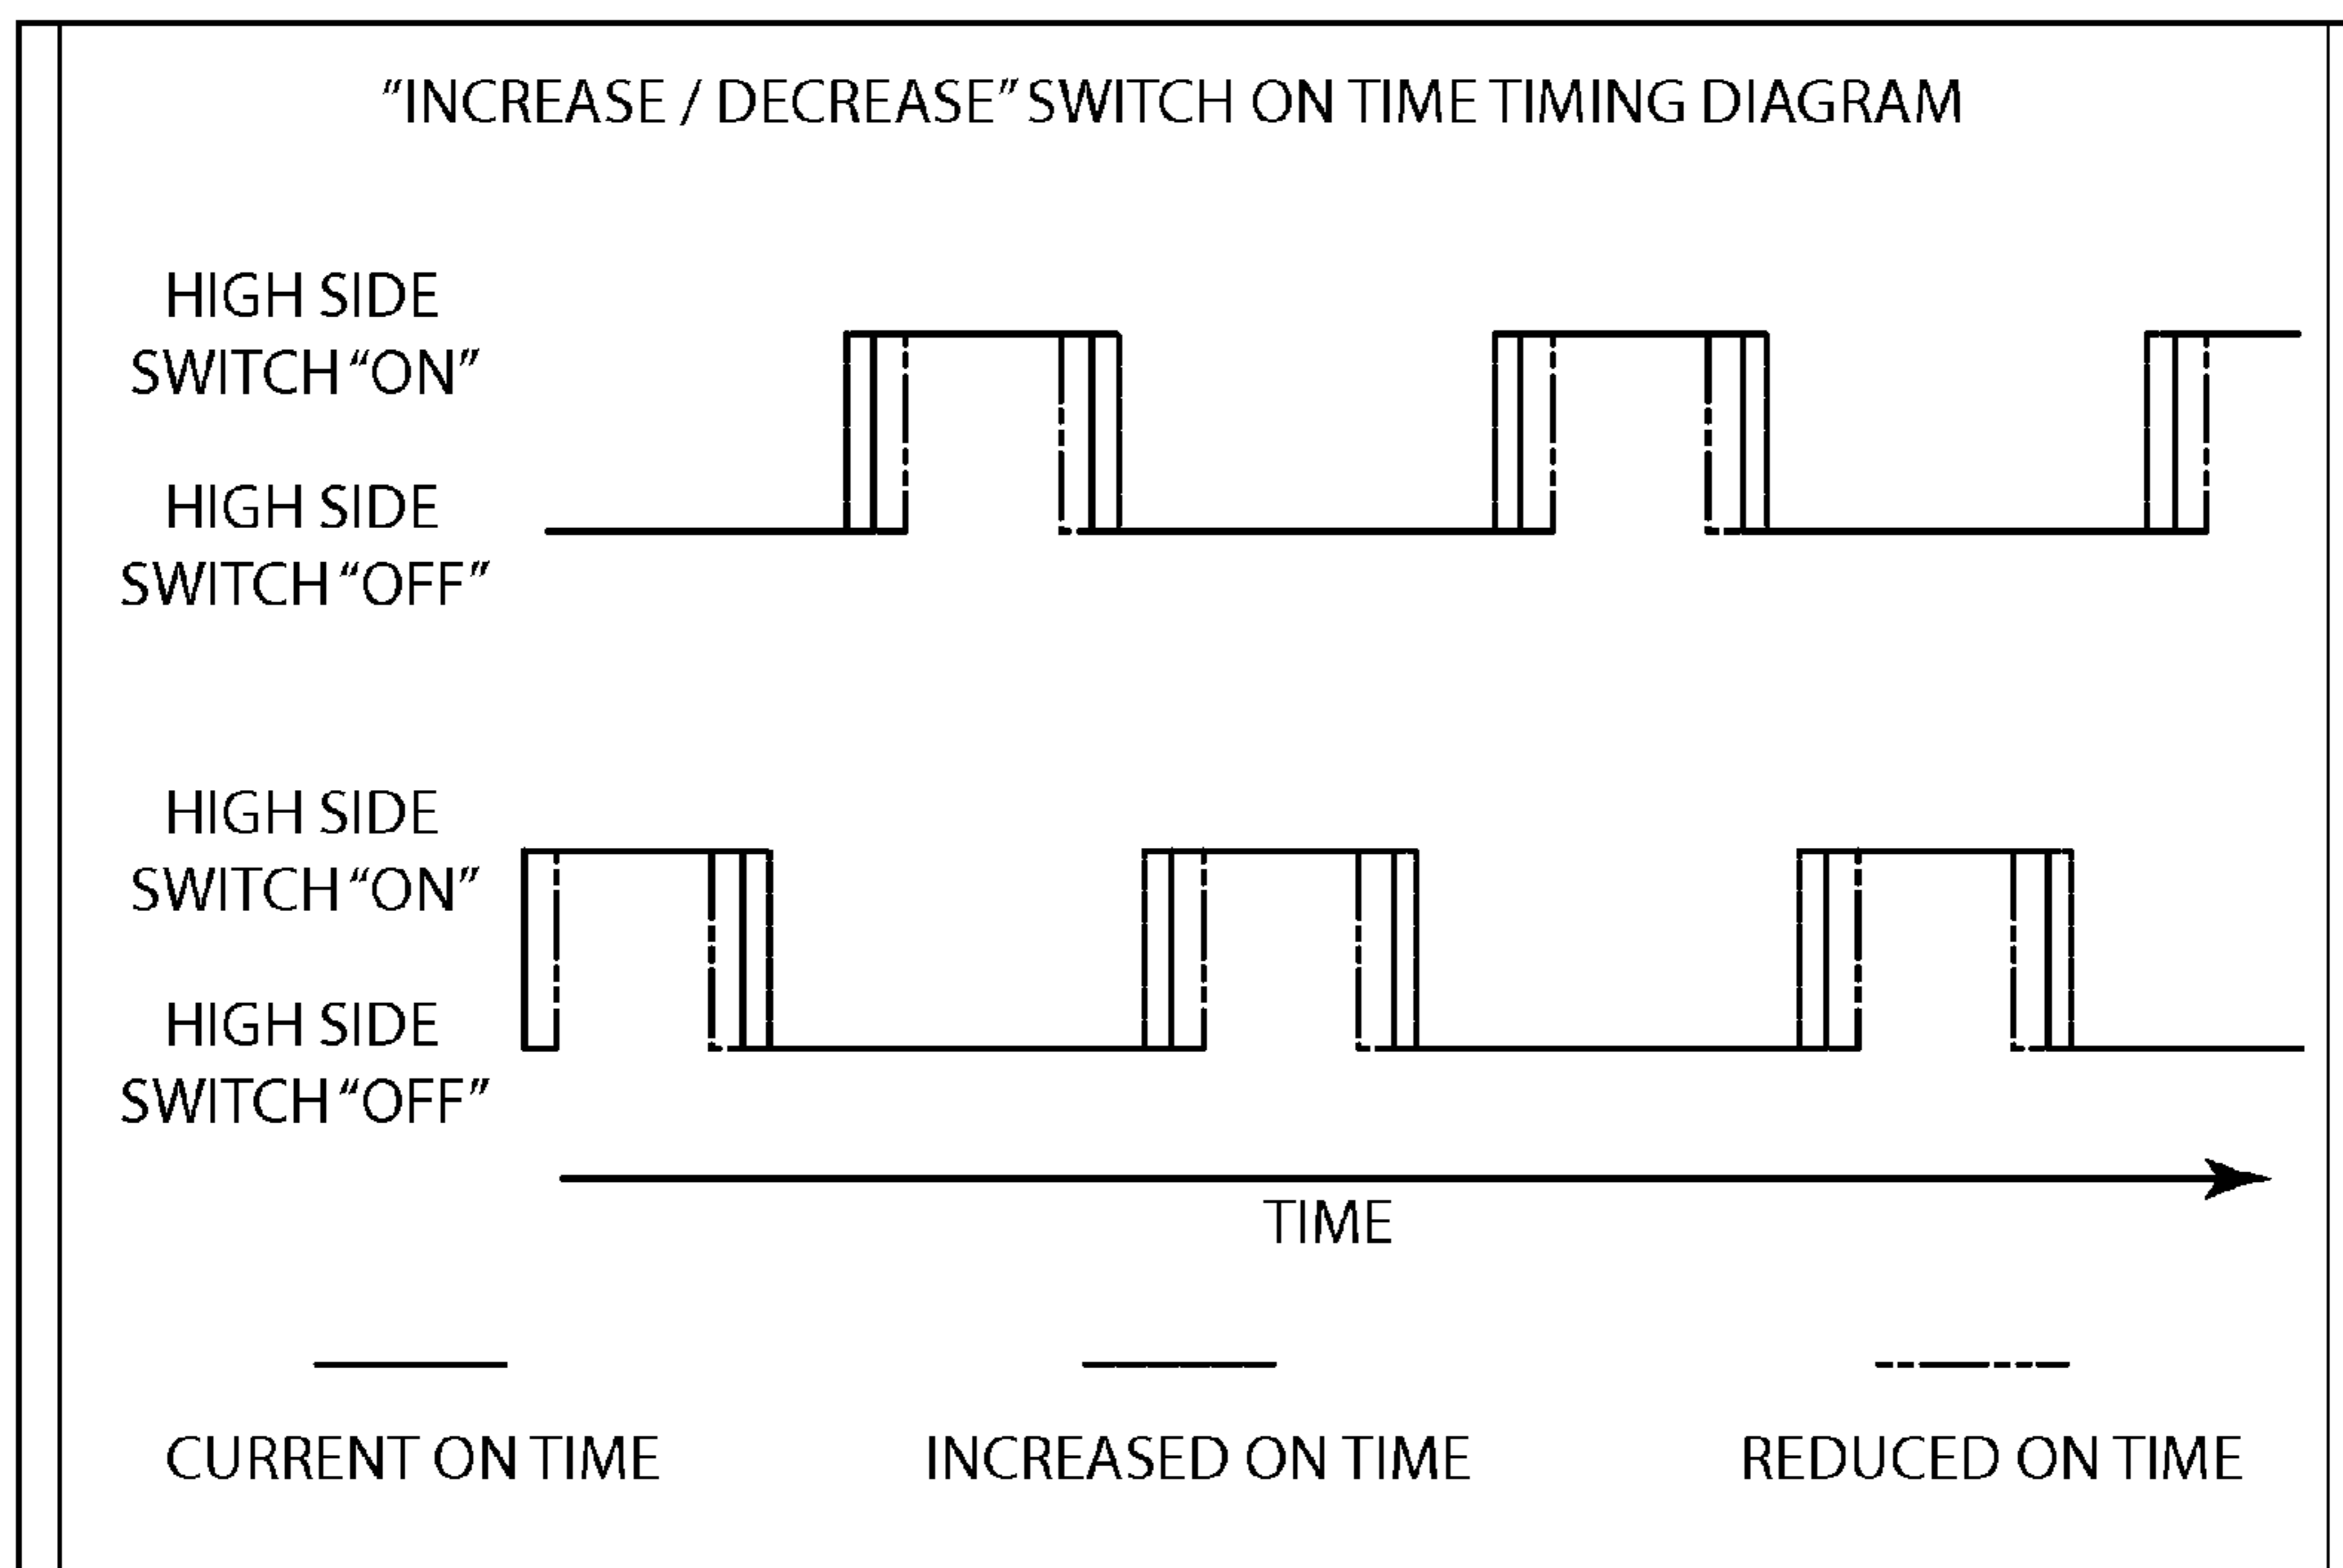 "INCREASE / DECREASE" SWITCH ON TIME TIMING DIAGRAM
HIGH SIDE
SWITCH "ON"
HIGH SIDE
SWITCH "OFF"
HIGH SIDE
SWITCH "ON"
HIGH SIDE
SWITCH "OFF"
TIME
CURRENT ON TIME
INCREASED ON TIME
REDUCED ON TIME